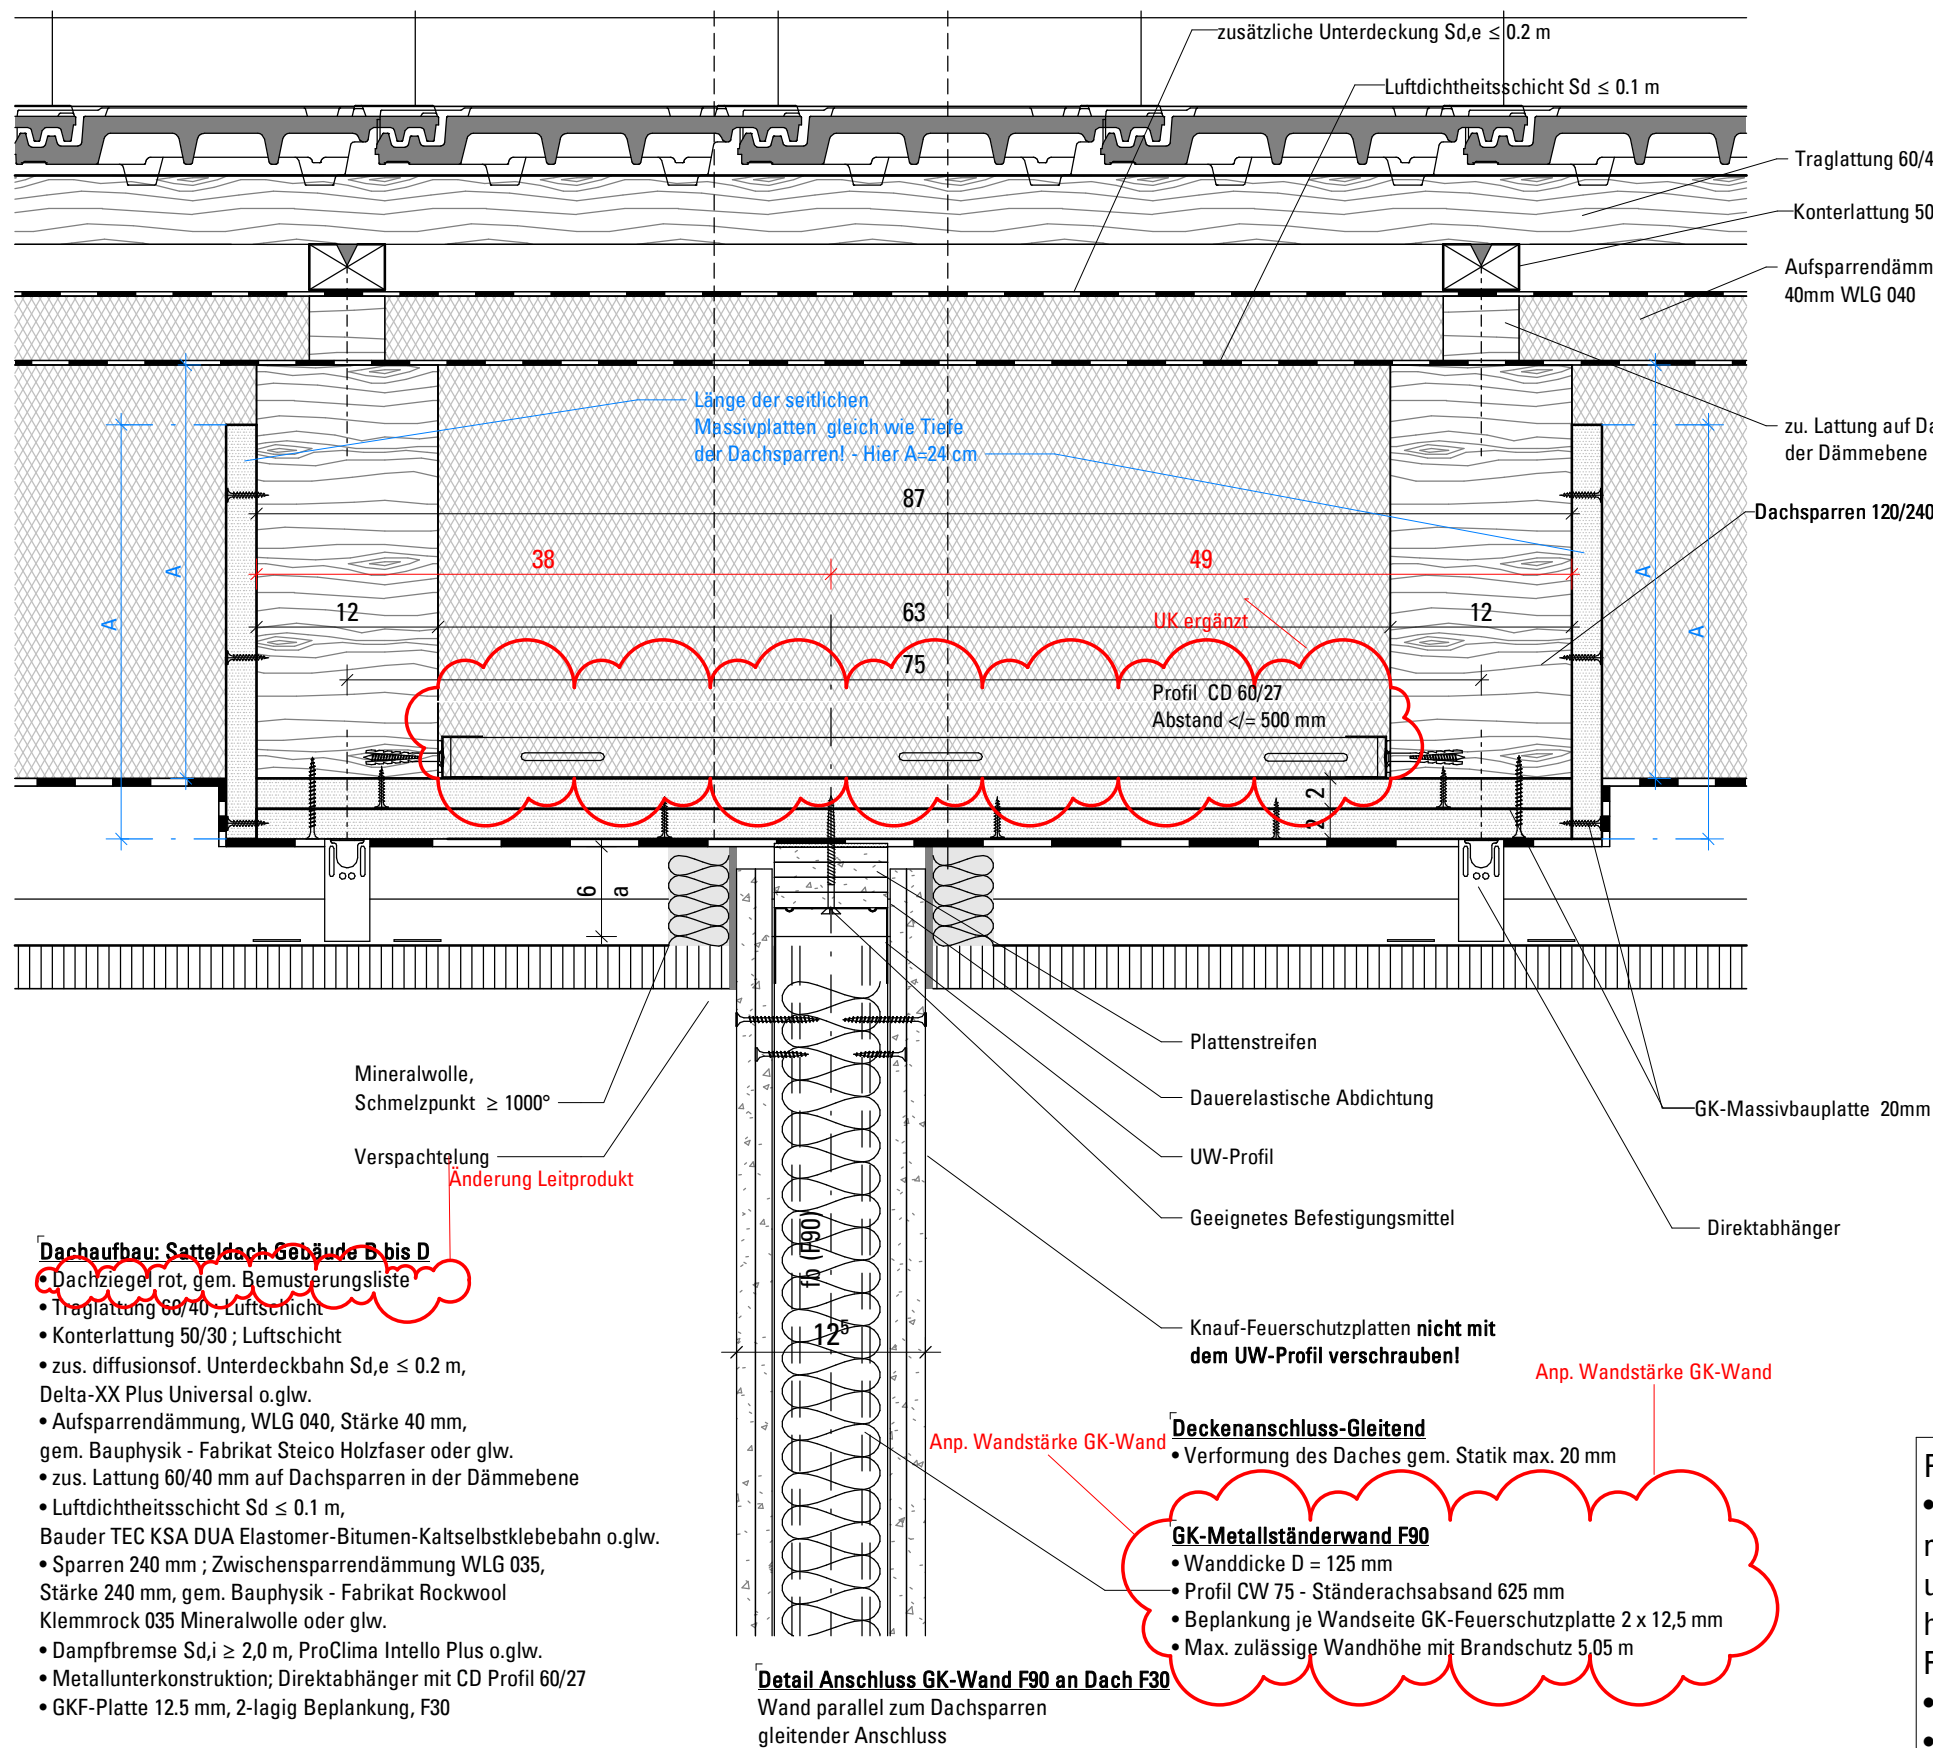 zusätzliche Unterdeckung Sd,e ≤ 0.2 m
Luftdichtheitsschicht Sd ≤ 0.1 m
Traglattung 60/4
Konterlattung 50
Aufsparrendämm
40mm WLG 040
Länge der seitlichen
Massivplatten gleich wie Tiefe
der Dachsparren! - Hier A=24 cm
zu. Lattung auf Da
der Dämmebene
87
Dachsparren 120/240
38
49
A
A
A
A
12
63
12
UK ergänzt
75
Profil CD 60/27
Abstand </= 500 mm
2
2
6
a
Mineralwolle,
Schmelzpunkt ≥ 1000°
Verspachtelung
Änderung Leitprodukt
Plattenstreifen
Dauerelastische Abdichtung
UW-Profil
Geeignetes Befestigungsmittel
GK-Massivbauplatte 20mm
Direktabhänger
Knauf-Feuerschutzplatten nicht mit
dem UW-Profil verschrauben!
fb (F90)
12⁵
Dachaufbau: Satteldach Gebäude B bis D
• Dachziegel rot, gem. Bemusterungsliste
• Traglattung 60/40 ; Luftschicht
• Konterlattung 50/30 ; Luftschicht
• zus. diffusionsof. Unterdeckbahn Sd,e ≤ 0.2 m,
Delta-XX Plus Universal o.glw.
• Aufsparrendämmung, WLG 040, Stärke 40 mm,
gem. Bauphysik - Fabrikat Steico Holzfaser oder glw.
• zus. Lattung 60/40 mm auf Dachsparren in der Dämmebene
• Luftdichtheitsschicht Sd ≤ 0.1 m,
Bauder TEC KSA DUA Elastomer-Bitumen-Kaltselbstklebebahn o.glw.
• Sparren 240 mm ; Zwischensparrendämmung WLG 035,
Stärke 240 mm, gem. Bauphysik - Fabrikat Rockwool
Klemmrock 035 Mineralwolle oder glw.
• Dampfbremse Sd,i ≥ 2,0 m, ProClima Intello Plus o.glw.
• Metallunterkonstruktion; Direktabhänger mit CD Profil 60/27
• GKF-Platte 12.5 mm, 2-lagig Beplankung, F30
Anp. Wandstärke GK-Wand
Anp. Wandstärke GK-Wand
Deckenanschluss-Gleitend
• Verformung des Daches gem. Statik max. 20 mm
GK-Metallständerwand F90
• Wanddicke D = 125 mm
• Profil CW 75 - Ständerachsabsand 625 mm
• Beplankung je Wandseite GK-Feuerschutzplatte 2 x 12,5 mm
• Max. zulässige Wandhöhe mit Brandschutz 5,05 m
Detail Anschluss GK-Wand F90 an Dach F30
Wand parallel zum Dachsparren
gleitender Anschluss